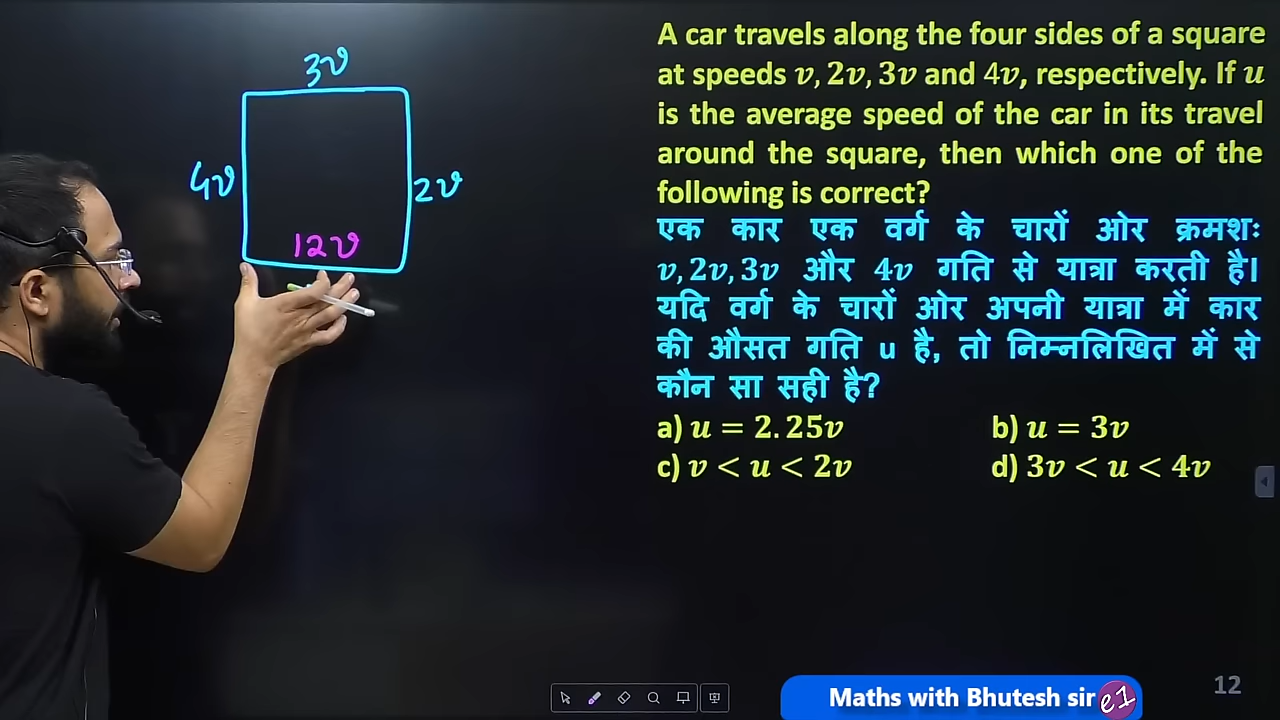 3v
4v
2v
12v
A car travels along the four sides of a square
at speeds v, 2v, 3v and 4v, respectively. If u
is the average speed of the car in its travel
around the square, then which one of the
following is correct?
एक कार एक वर्ग के चारों ओर क्रमशः
v, 2v, 3v और 4v गति से यात्रा करती है।
यदि वर्ग के चारों ओर अपनी यात्रा में कार
की औसत गति u है, तो निम्नलिखित में से
कौन सा सही है?
a) u = 2.25v b) u = 3v
c) v < u < 2v d) 3v < u < 4v
Maths with Bhutesh sir e1
12